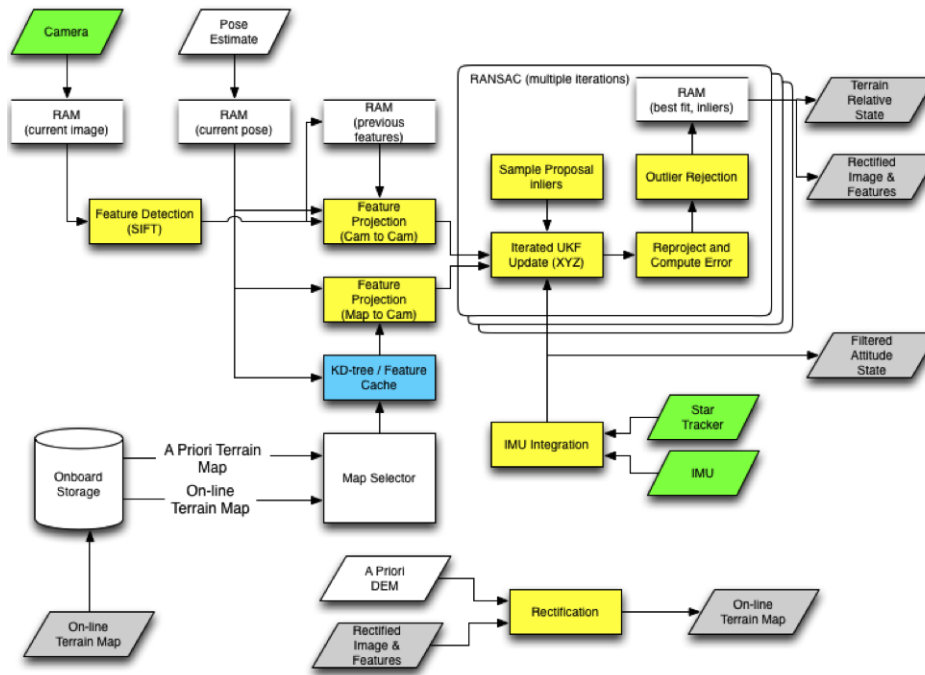 Camera
Pose
Estimate
RAM
(current image)
RAM
(current pose)
RAM
(previous
features)
RANSAC (multiple iterations)
RAM
(best fit, inliers)
Terrain
Relative
State
Rectified
Image &
Features
Sample Proposal
inliers
Outlier Rejection
Feature Detection
(SIFT)
Feature
Projection
(Cam to Cam)
Iterated UKF
Update (XYZ)
Reproject and
Compute Error
Feature
Projection
(Map to Cam)
KD-tree / Feature
Cache
Filtered
Attitude
State
Star
Tracker
IMU Integration
IMU
Onboard
Storage
A Priori Terrain
Map
On-line
Terrain Map
Map Selector
A Priori
DEM
Rectification
On-line
Terrain Map
Rectified
Image &
Features
On-line
Terrain Map